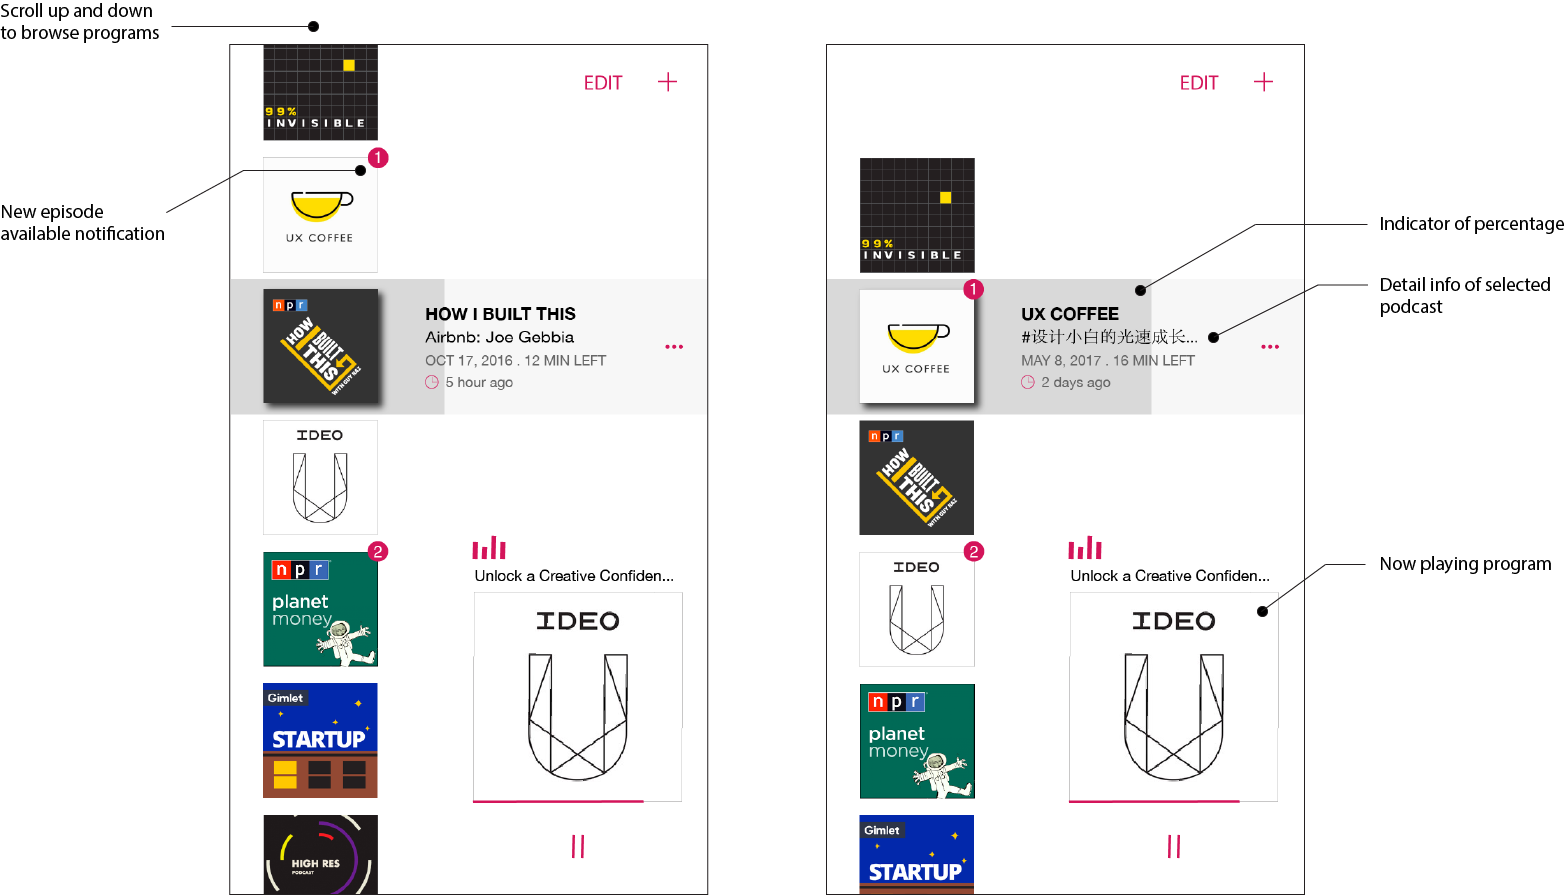 Scroll up and down
to browse programs
New episode
available notification
EDIT
99%
INVISIBLE
1
UX COFFEE
npr
HOW I BUILT THIS
WITH GUY RAZ
HOW I BUILT THIS
Airbnb: Joe Gebbia
OCT 17, 2016 . 12 MIN LEFT
5 hour ago
IDEO
U
2
npr
planet
money
Gimlet
STARTUP
HIGH RES
PODCAST
Unlock a Creative Confiden...
IDEO
U
EDIT
99%
INVISIBLE
1
UX COFFEE
UX COFFEE
#设计小白的光速成长...
MAY 8, 2017 . 16 MIN LEFT
2 days ago
npr
HOW I BUILT THIS
WITH GUY RAZ
2
IDEO
U
npr
planet
money
Gimlet
STARTUP
Unlock a Creative Confiden...
IDEO
U
Indicator of percentage
Detail info of selected
podcast
Now playing program